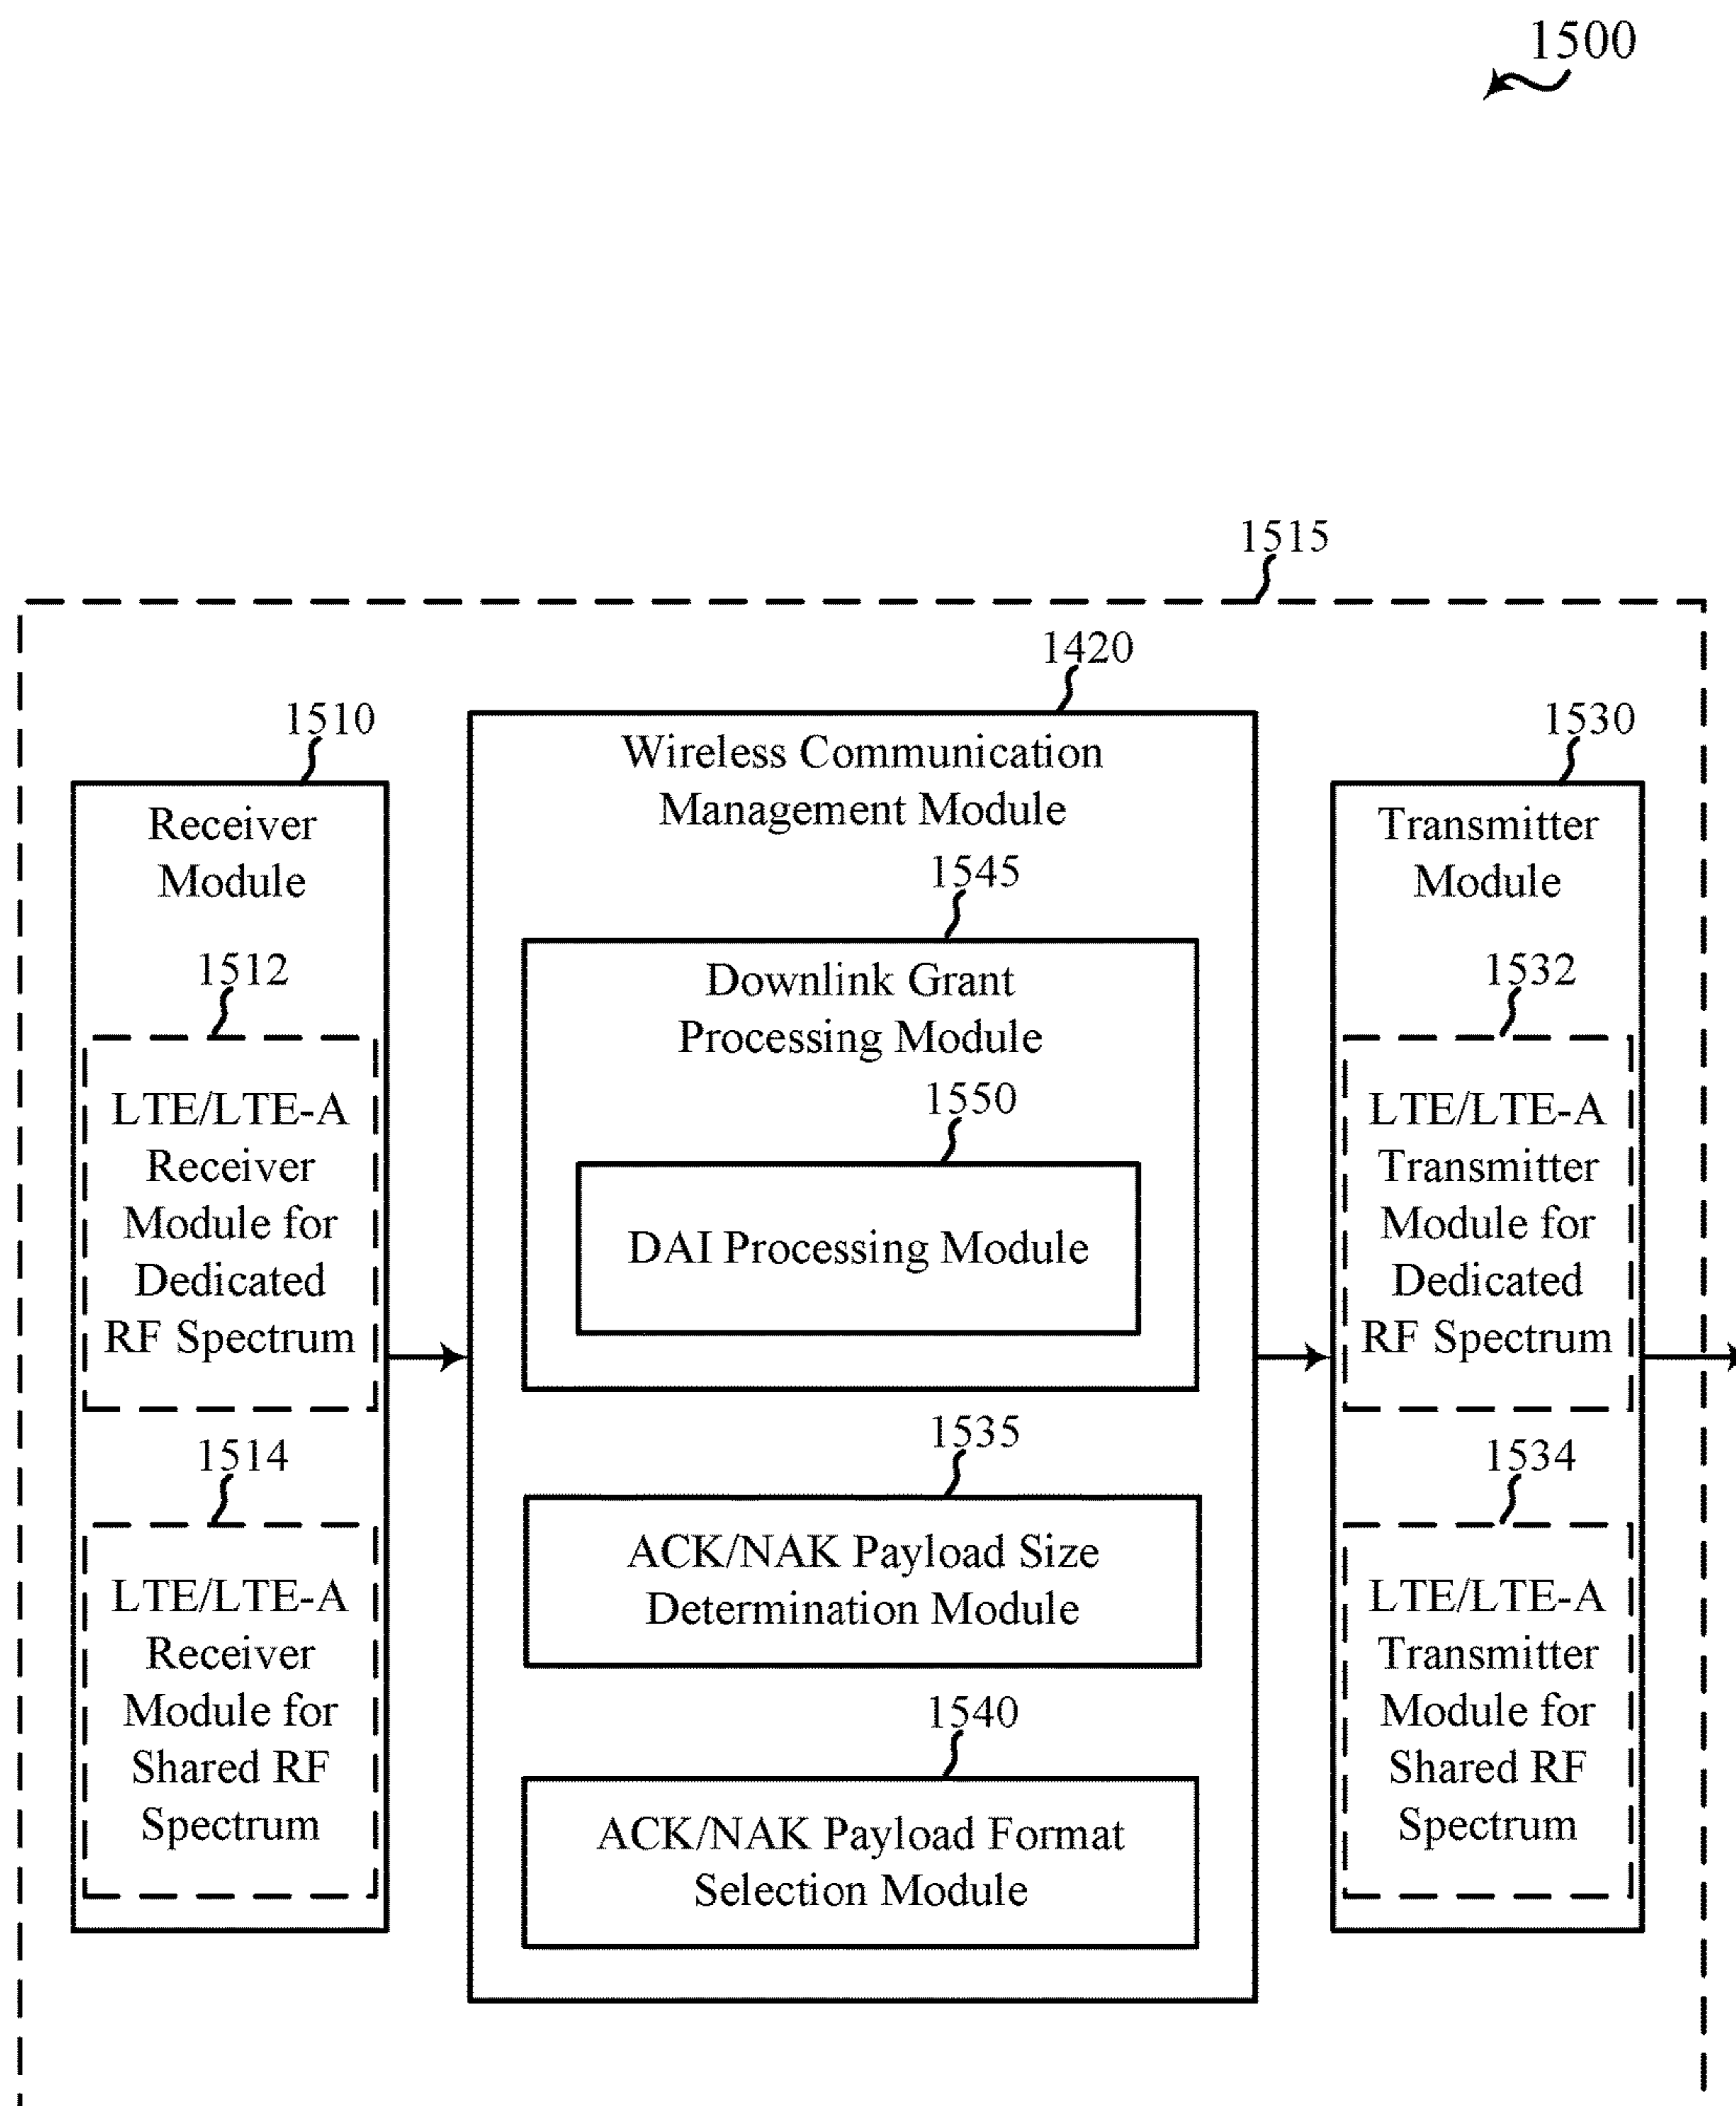 1500
1515
1420
1510
1530
Wireless Communication
Management Module
Receiver
Module
Transmitter
Module
1545
1512
1532
Downlink Grant
Processing Module
1550
LTE/LTE-A
Receiver
Module for
Dedicated
RF Spectrum
DAI Processing Module
LTE/LTE-A
Transmitter
Module for
Dedicated
RF Spectrum
1535
1514
1534
ACK/NAK Payload Size
Determination Module
LTE/LTE-A
Receiver
Module for
Shared RF
Spectrum
LTE/LTE-A
Transmitter
Module for
Shared RF
Spectrum
1540
ACK/NAK Payload Format
Selection Module